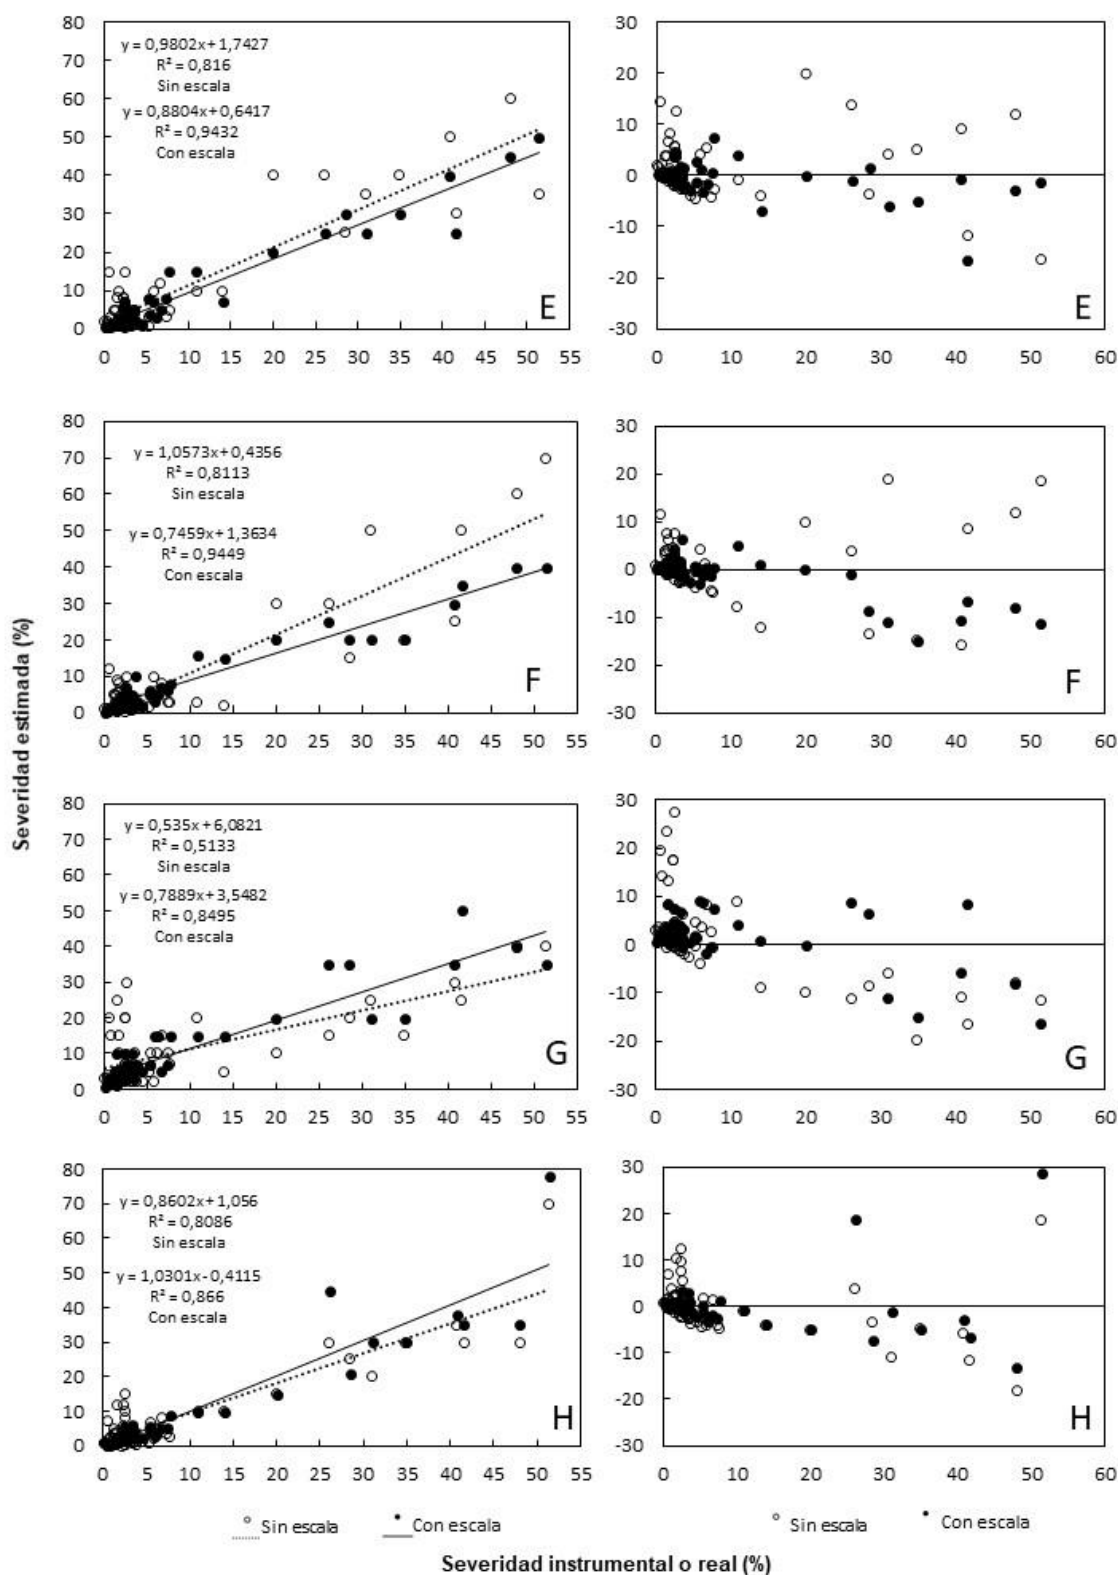 Severidad estimada (%)
80
70
60
50
40
30
20
10
0
y = 0,9802x + 1,7427
R² = 0,816
Sin escala
y = 0,8804x + 0,6417
R² = 0,9432
Con escala
E
0 5 10 15 20 25 30 35 40 45 50 55
30
20
10
0
-10
-20
-30
E
0 10 20 30 40 50 60
80
70
60
50
40
30
20
10
0
y = 1,0573x + 0,4356
R² = 0,8113
Sin escala
y = 0,7459x + 1,3634
R² = 0,9449
Con escala
F
0 5 10 15 20 25 30 35 40 45 50 55
30
20
10
0
-10
-20
-30
F
0 10 20 30 40 50 60
80
70
60
50
40
30
20
10
0
y = 0,535x + 6,0821
R² = 0,5133
Sin escala
y = 0,7889x + 3,5482
R² = 0,8495
Con escala
G
0 5 10 15 20 25 30 35 40 45 50 55
30
20
10
0
-10
-20
-30
G
0 10 20 30 40 50 60
80
70
60
50
40
30
20
10
0
y = 0,8602x + 1,056
R² = 0,8086
Sin escala
y = 1,0301x - 0,4115
R² = 0,866
Con escala
H
0 5 10 15 20 25 30 35 40 45 50 55
30
20
10
0
-10
-20
-30
H
0 10 20 30 40 50 60
Sin escala Con escala
Sin escala Con escala
Severidad instrumental o real (%)